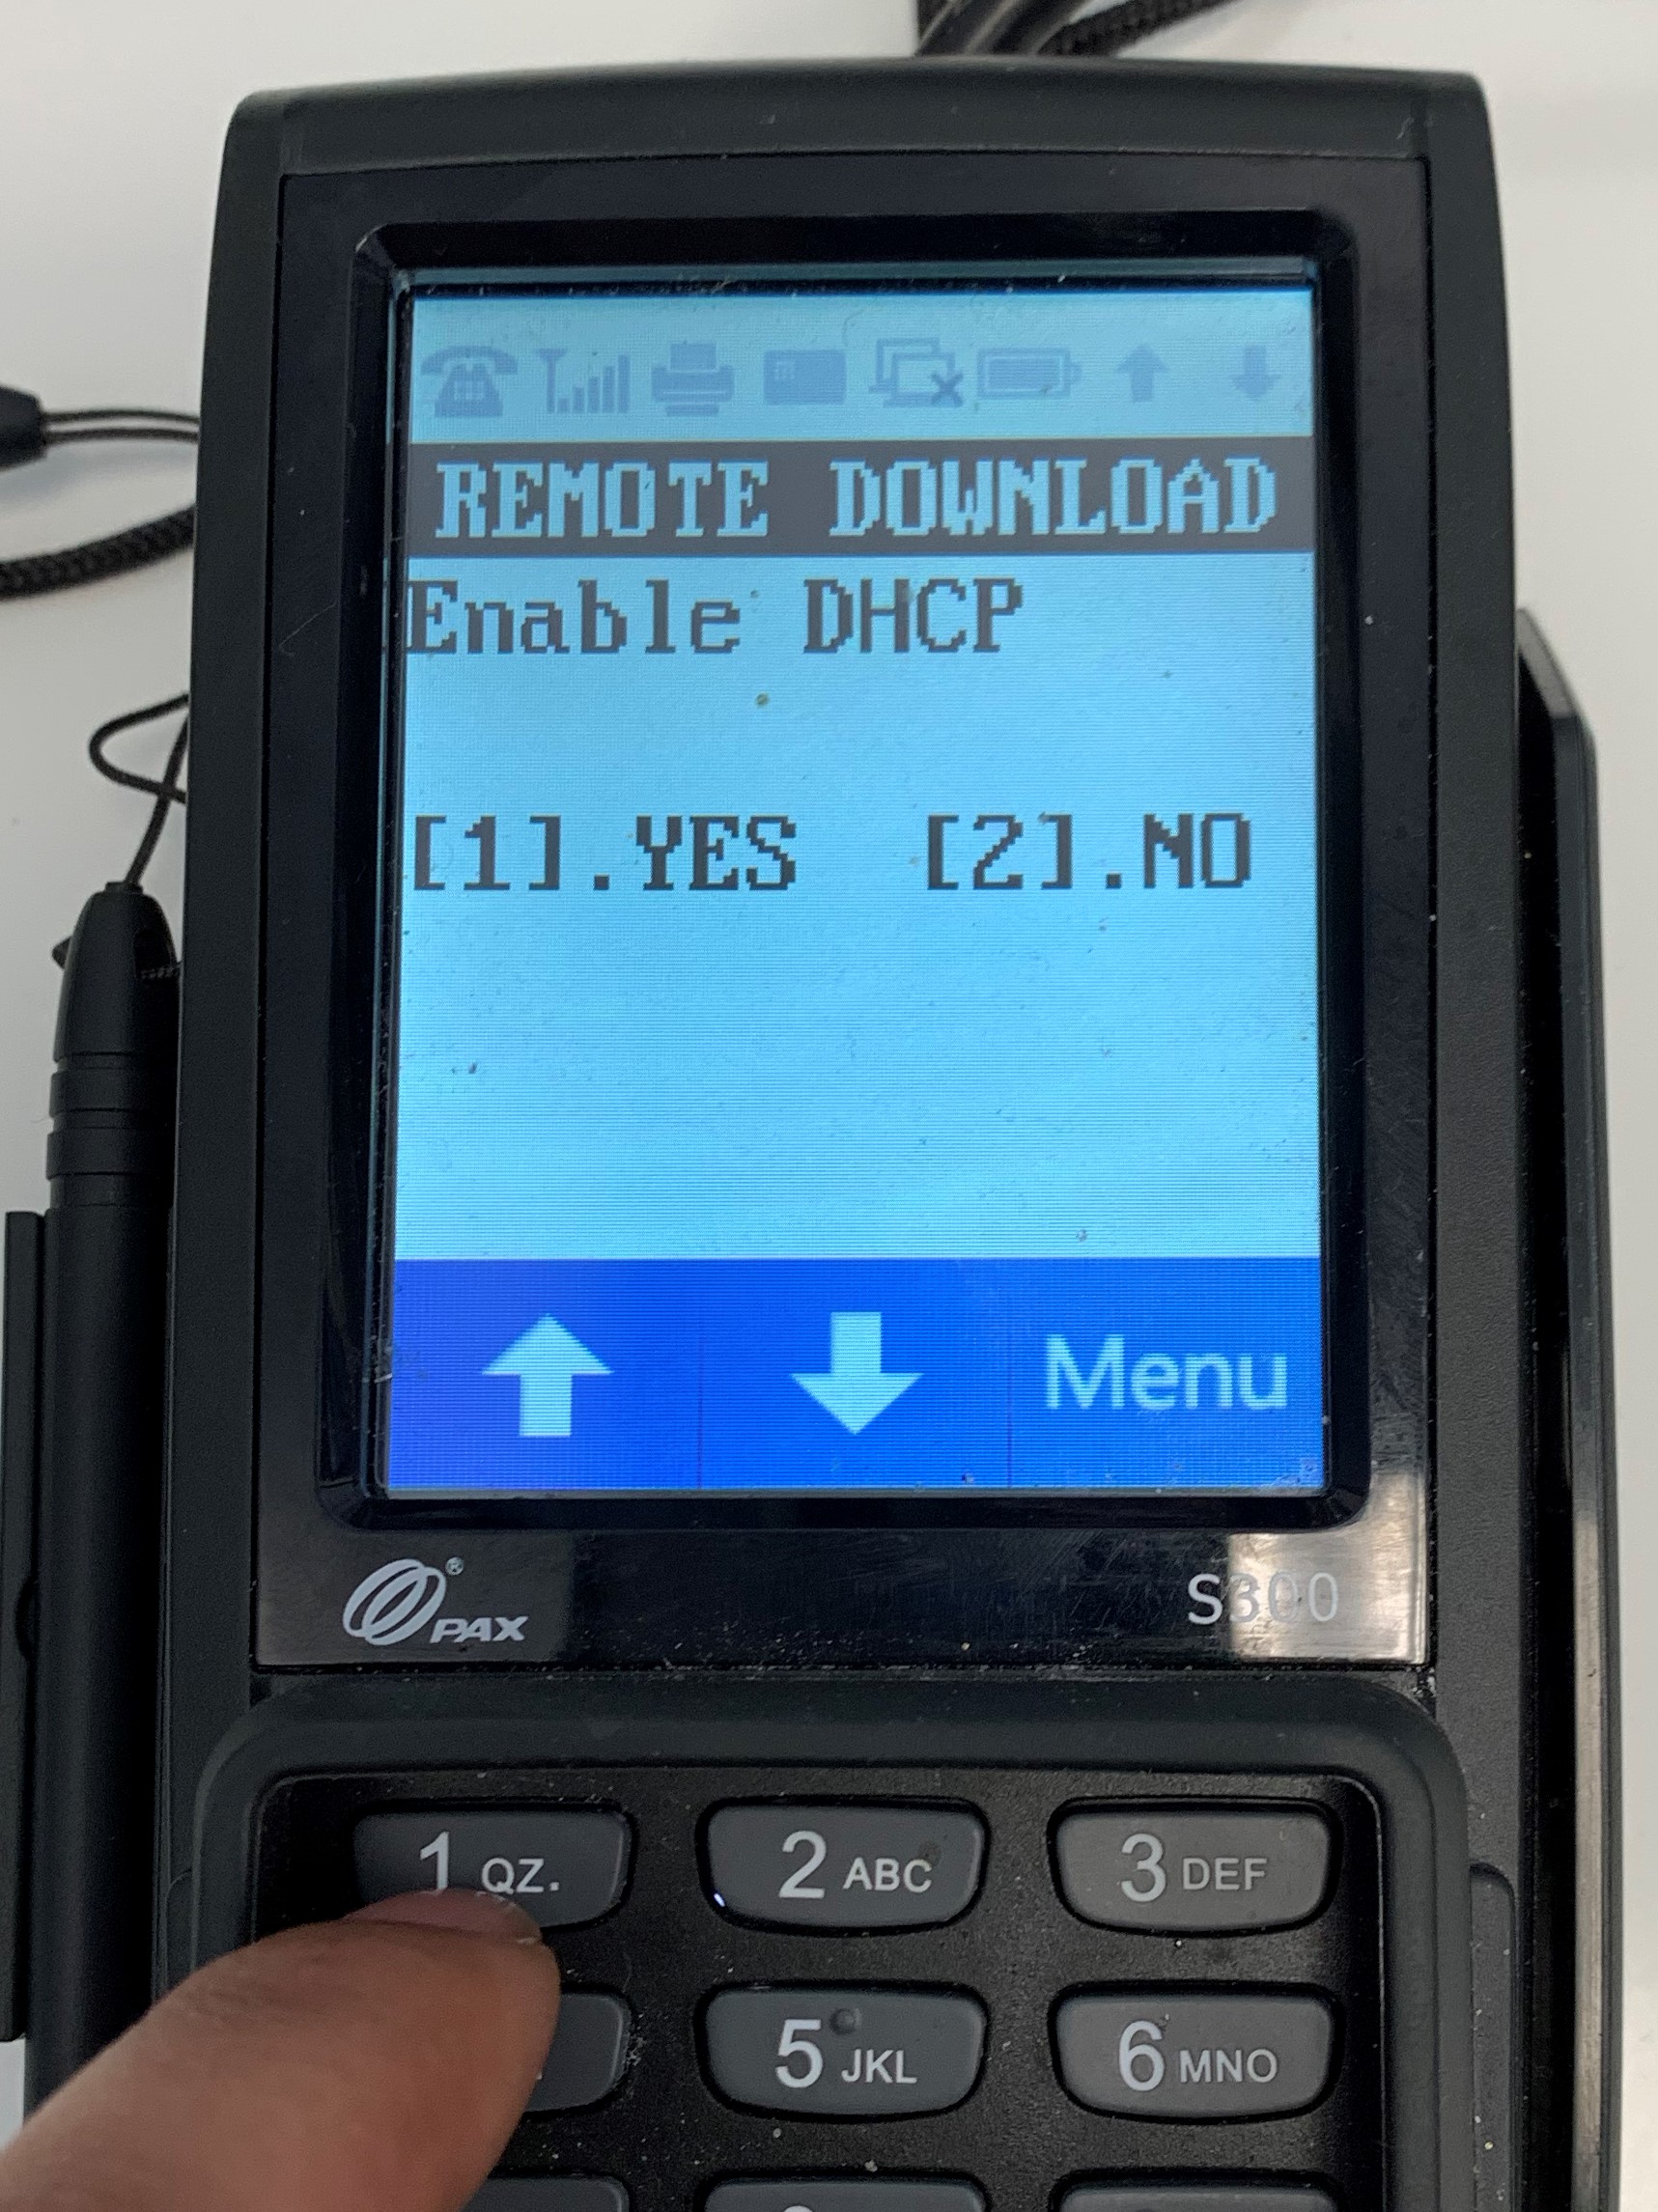 REMOTE DOWNLOAD
Enable DHCP
[1].YES [2].NO
Menu
PAX®
S300
1 QZ. 2 ABC 3 DEF
5 JKL 6 MNO